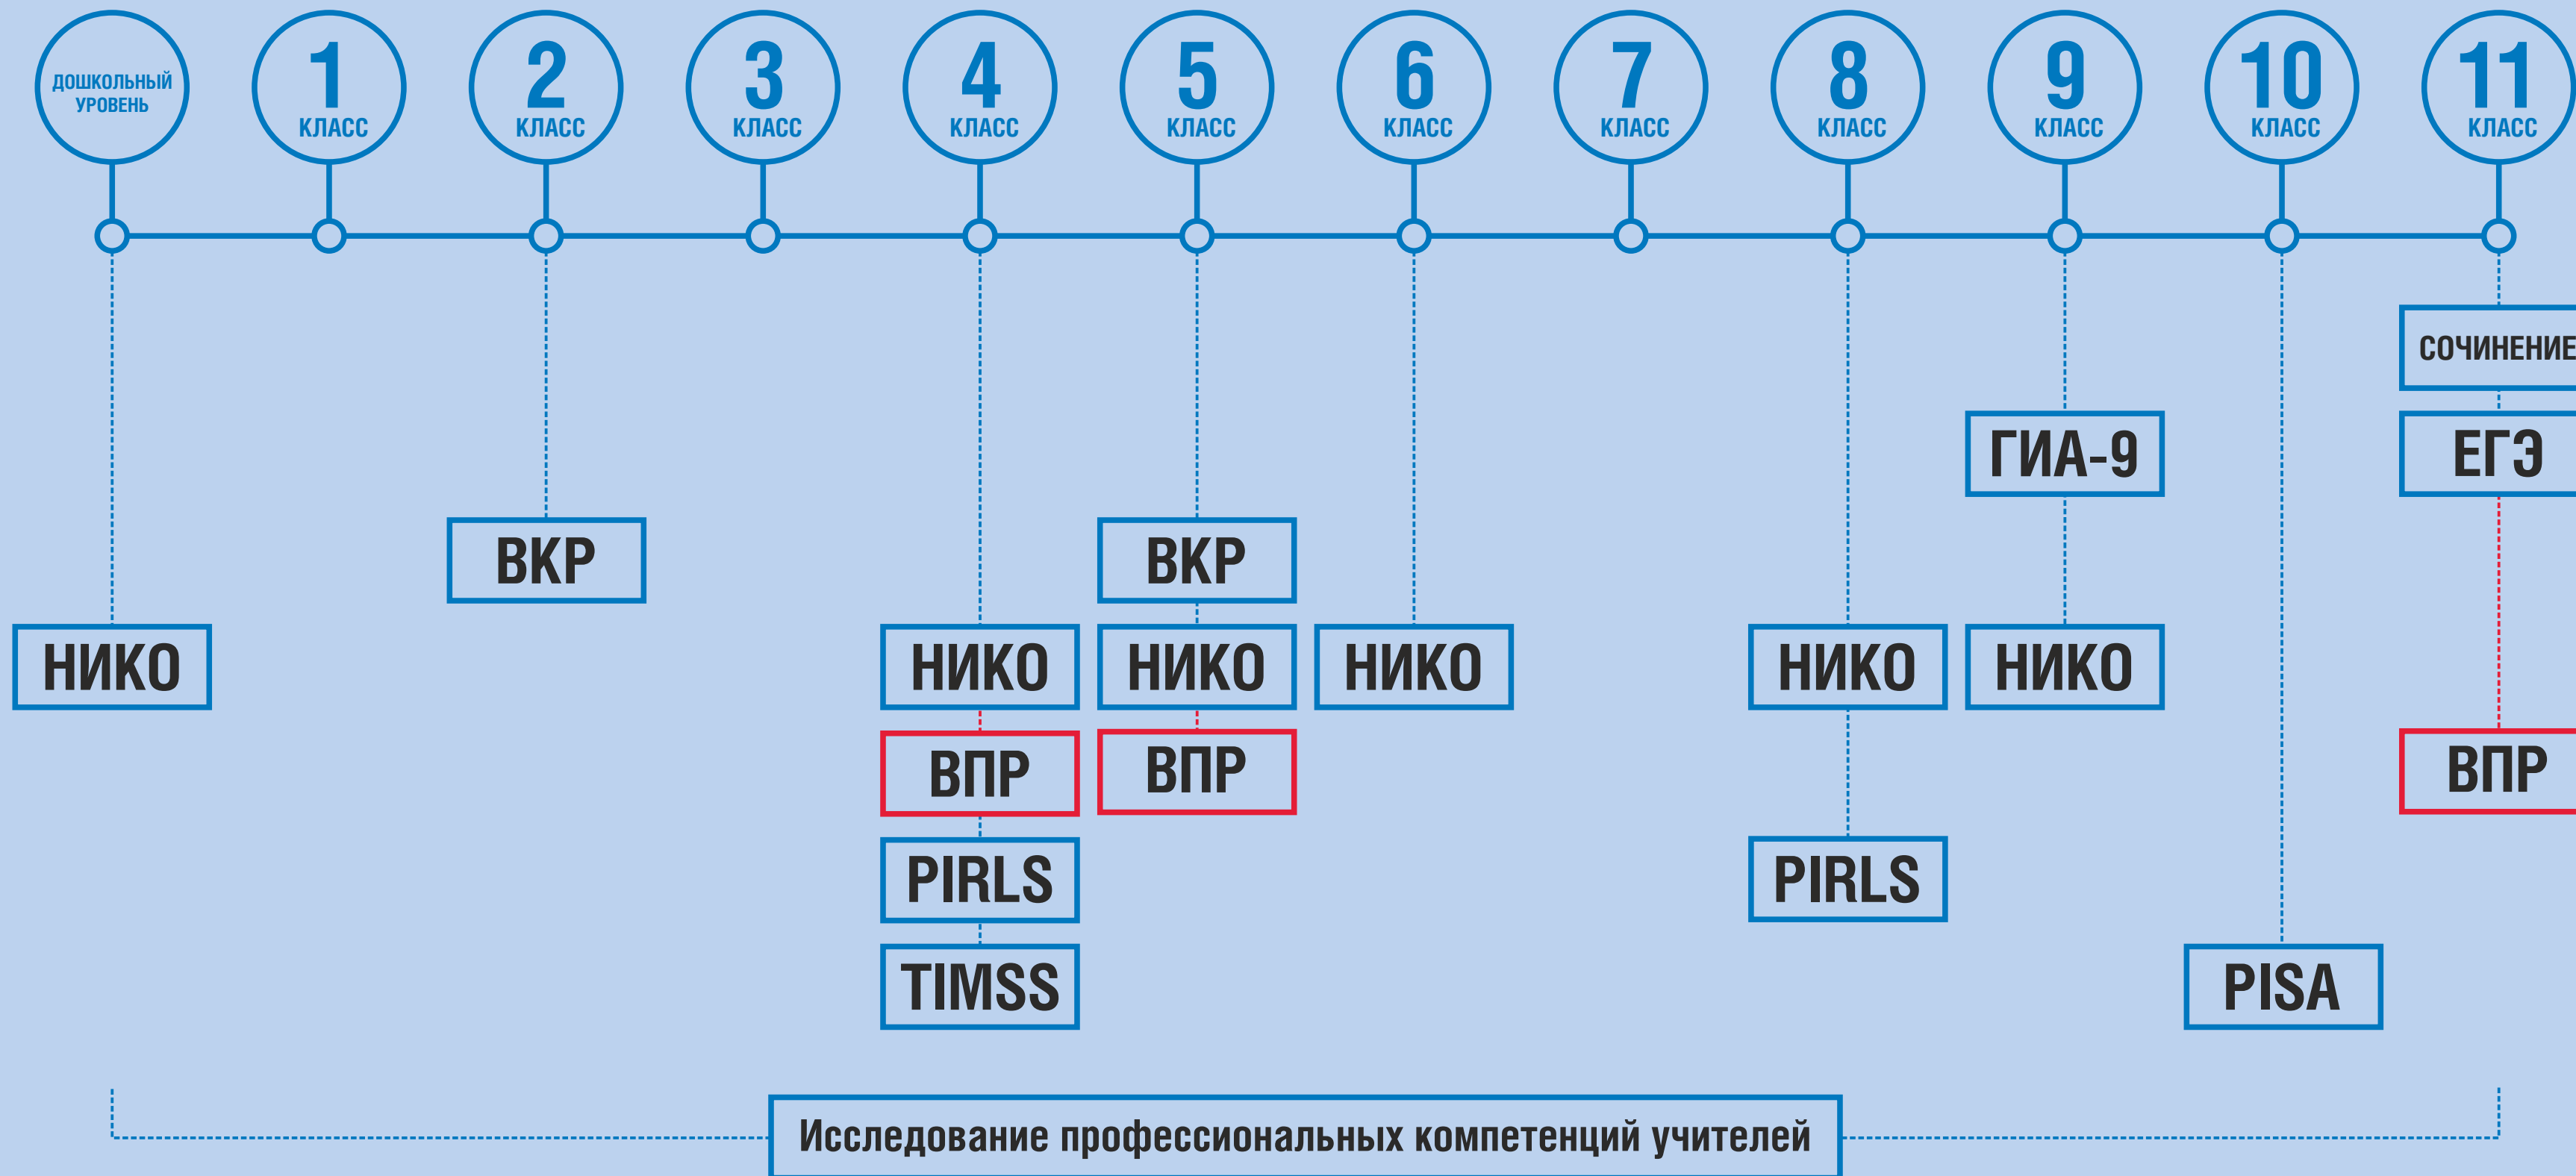 ДОШКОЛЬНЫЙ
УРОВЕНЬ
1
КЛАСС
2
КЛАСС
3
КЛАСС
4
КЛАСС
5
КЛАСС
6
КЛАСС
7
КЛАСС
8
КЛАСС
9
КЛАСС
10
КЛАСС
11
КЛАСС
СОЧИНЕНИЕ
ГИА-9
ЕГЭ
ВКР
ВКР
НИКО
НИКО
НИКО
НИКО
НИКО
НИКО
ВПР
ВПР
ВПР
PIRLS
PIRLS
TIMSS
PISA
Исследование профессиональных компетенций учителей